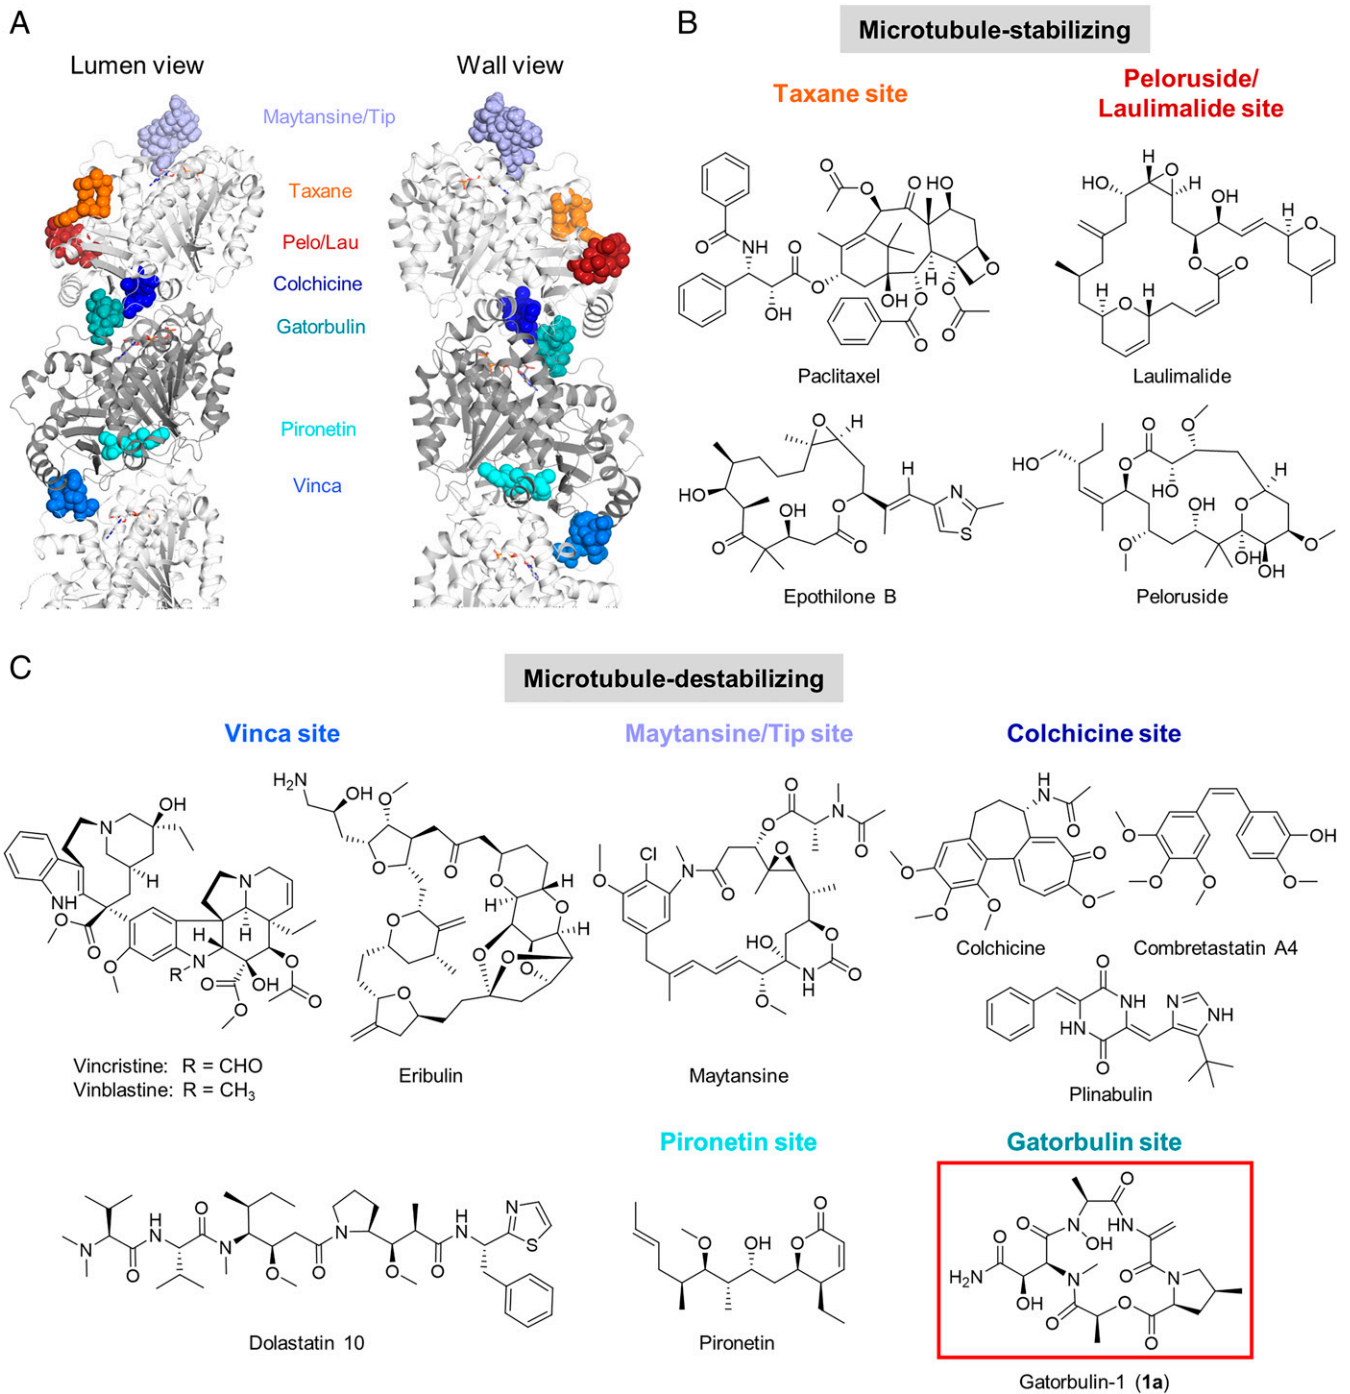 A
Lumen view
Wall view
Maytansine/Tip
Taxane
Pelo/Lau
Colchicine
Gatorbulin
Pironetin
Vinca
B
Microtubule-stabilizing
Taxane site
Peloruside/
Laulimalide site
Paclitaxel
Laulimalide
Epothilone B
Peloruside
C
Microtubule-destabilizing
Vinca site
Maytansine/Tip site
Colchicine site
Vincristine: R = CHO
Vinblastine: R = CH₃
Eribulin
Maytansine
Colchicine
Combretastatin A4
Plinabulin
Pironetin site
Gatorbulin site
Dolastatin 10
Pironetin
Gatorbulin-1 (1a)